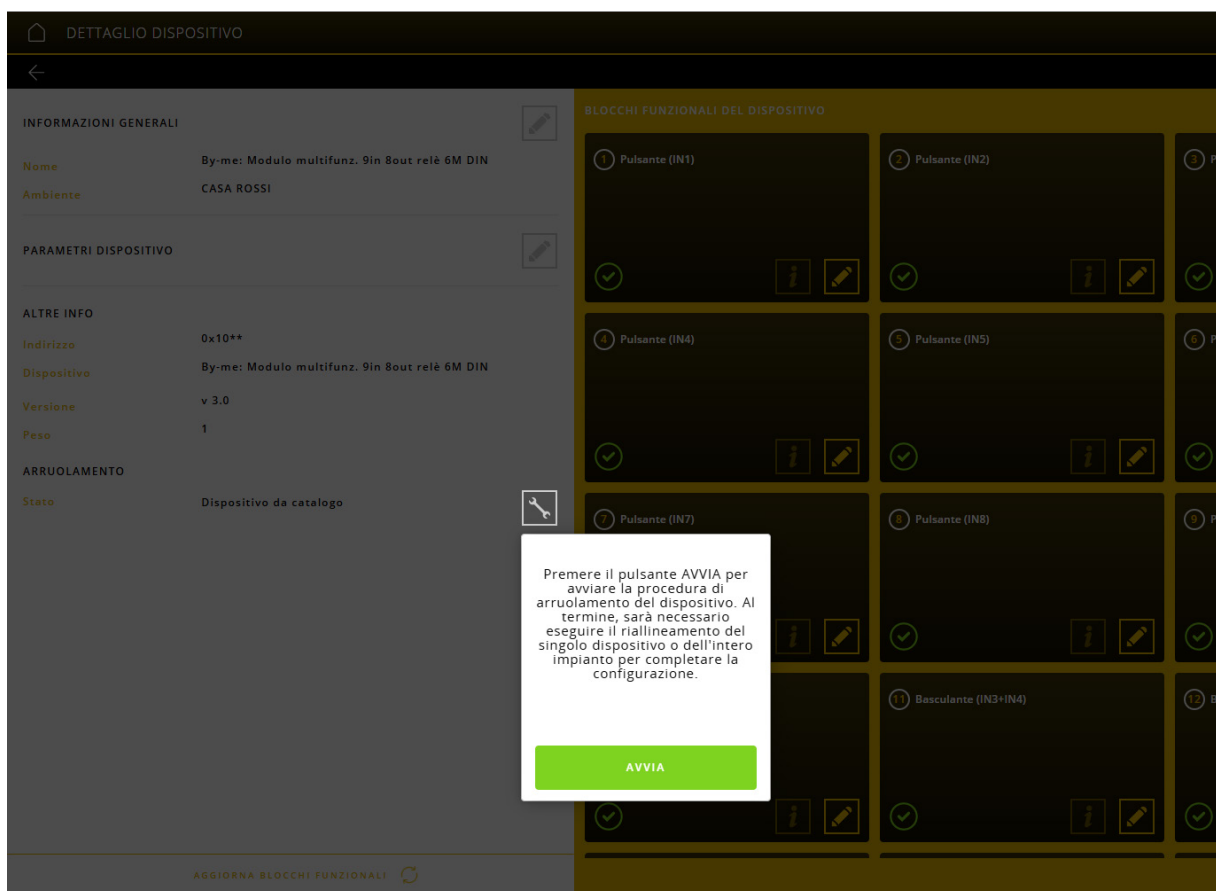 DETTAGLIO DISPOSITIVO
INFORMAZIONI GENERALI
Nome
By-me: Modulo multifunz. 9in 8out relè 6M DIN
Ambiente
CASA ROSSI
PARAMETRI DISPOSITIVO
ALTRE INFO
Indirizzo
0x10**
Dispositivo
By-me: Modulo multifunz. 9in 8out relè 6M DIN
Versione
v 3.0
Peso
1
ARRUOLAMENTO
Stato
Dispositivo da catalogo
AGGIORNA BLOCCHI FUNZIONALI
BLOCCHI FUNZIONALI DEL DISPOSITIVO
1 Pulsante (IN1)
2 Pulsante (IN2)
3 P
4 Pulsante (IN4)
5 Pulsante (IN5)
6 P
7 Pulsante (IN7)
8 Pulsante (IN8)
9 P
11 Basculante (IN3+IN4)
12 B
Premere il pulsante AVVIA per
avviare la procedura di
arruolamento del dispositivo. Al
termine, sarà necessario
eseguire il riallineamento del
singolo dispositivo o dell'intero
impianto per completare la
configurazione.
AVVIA